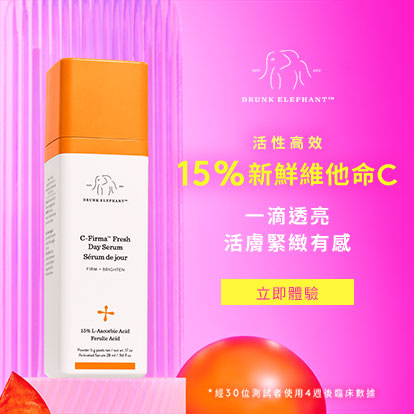 DRUNK ELEPHANT™
活性高效
15%新鮮維他命C
一滴透亮
活膚緊緻有感
立即體驗
*經30位測試者使用4週後臨床數據
DRUNK ELEPHANT™
C-Firma™ Fresh
Day Serum
Sérum de jour
FIRM + BRIGHTEN
15% L-Ascorbic Acid
Ferulic Acid